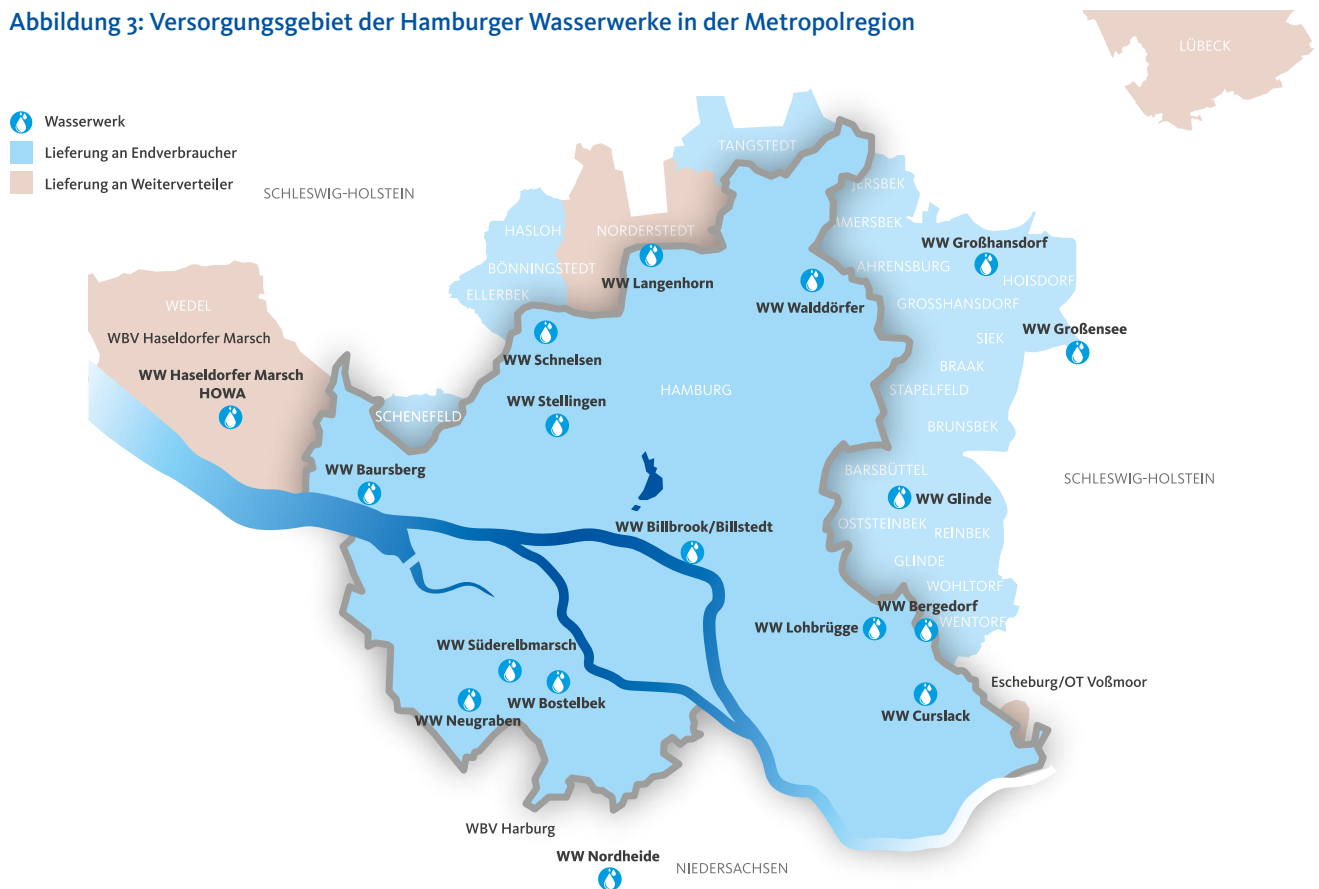 Abbildung 3: Versorgungsgebiet der Hamburger Wasserwerke in der Metropolregion
LÜBECK
Wasserwerk
Lieferung an Endverbraucher
Lieferung an Weiterverteiler
SCHLESWIG-HOLSTEIN
TANGSTEDT
JERSBEK
MMERSBEK
HASLOH
NORDERSTEDT
WW Großhansdorf
BÖNNINGSTEDT
AHRENSBURG
HOISDORF
WW Langenhorn
ELLERBEK
WW Walddörfer
GROSSHANSDORF
WEDEL
WW Großensee
WBV Haseldorfer Marsch
SIEK
WW Schnelsen
BRAAK
WW Haseldorfer Marsch
HOWA
HAMBURG
STAPELFELD
WW Stellingen
SCHENEFELD
BRUNSBEK
WW Baursberg
BARSBÜTTEL
SCHLESWIG-HOLSTEIN
WW Glinde
WW Billbrook/Billstedt
OSTSTEINBEK
REINBEK
GLINDE
WOHLTORF
WW Bergedorf
WW Lohbrügge
WENTORF
WW Süderelbmarsch
Escheburg/OT Voßmoor
WW Bostelbek
WW Neugraben
WW Curslack
WBV Harburg
WW Nordheide
NIEDERSACHSEN